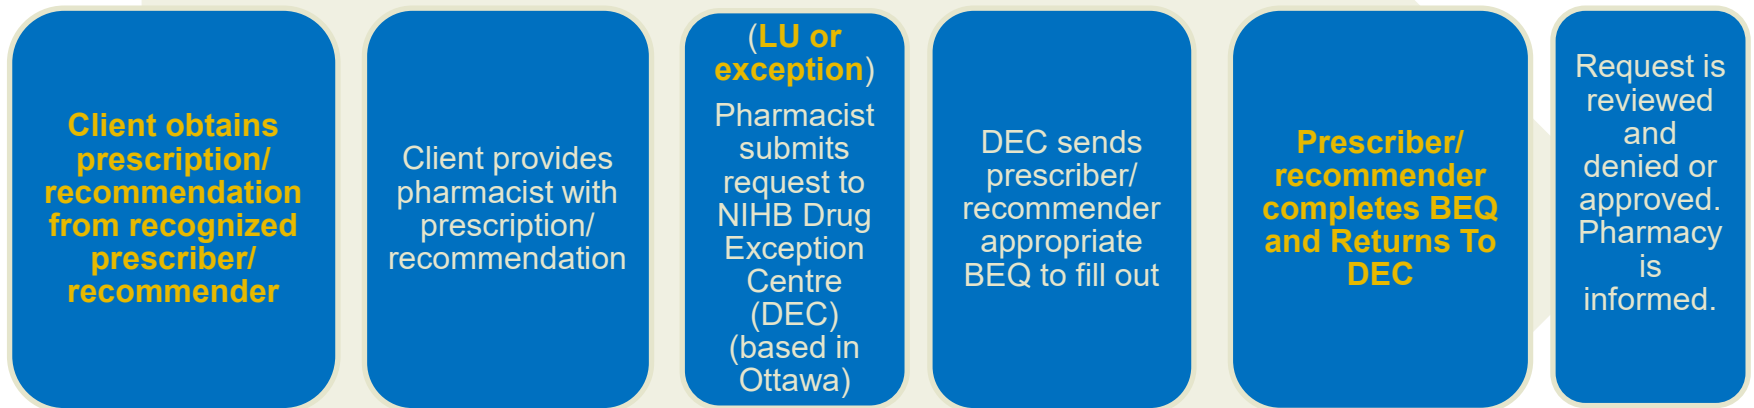 Client obtains
prescription/
recommendation
from recognized
prescriber/
recommender
Client provides
pharmacist with
prescription/
recommendation
(LU or
exception)
Pharmacist
submits
request to
NIHB Drug
Exception
Centre
(DEC)
(based in
Ottawa)
DEC sends
prescriber/
recommender
appropriate
BEQ to fill out
Prescriber/
recommender
completes BEQ
and Returns To
DEC
Request is
reviewed
and
denied or
approved.
Pharmacy
is
informed.